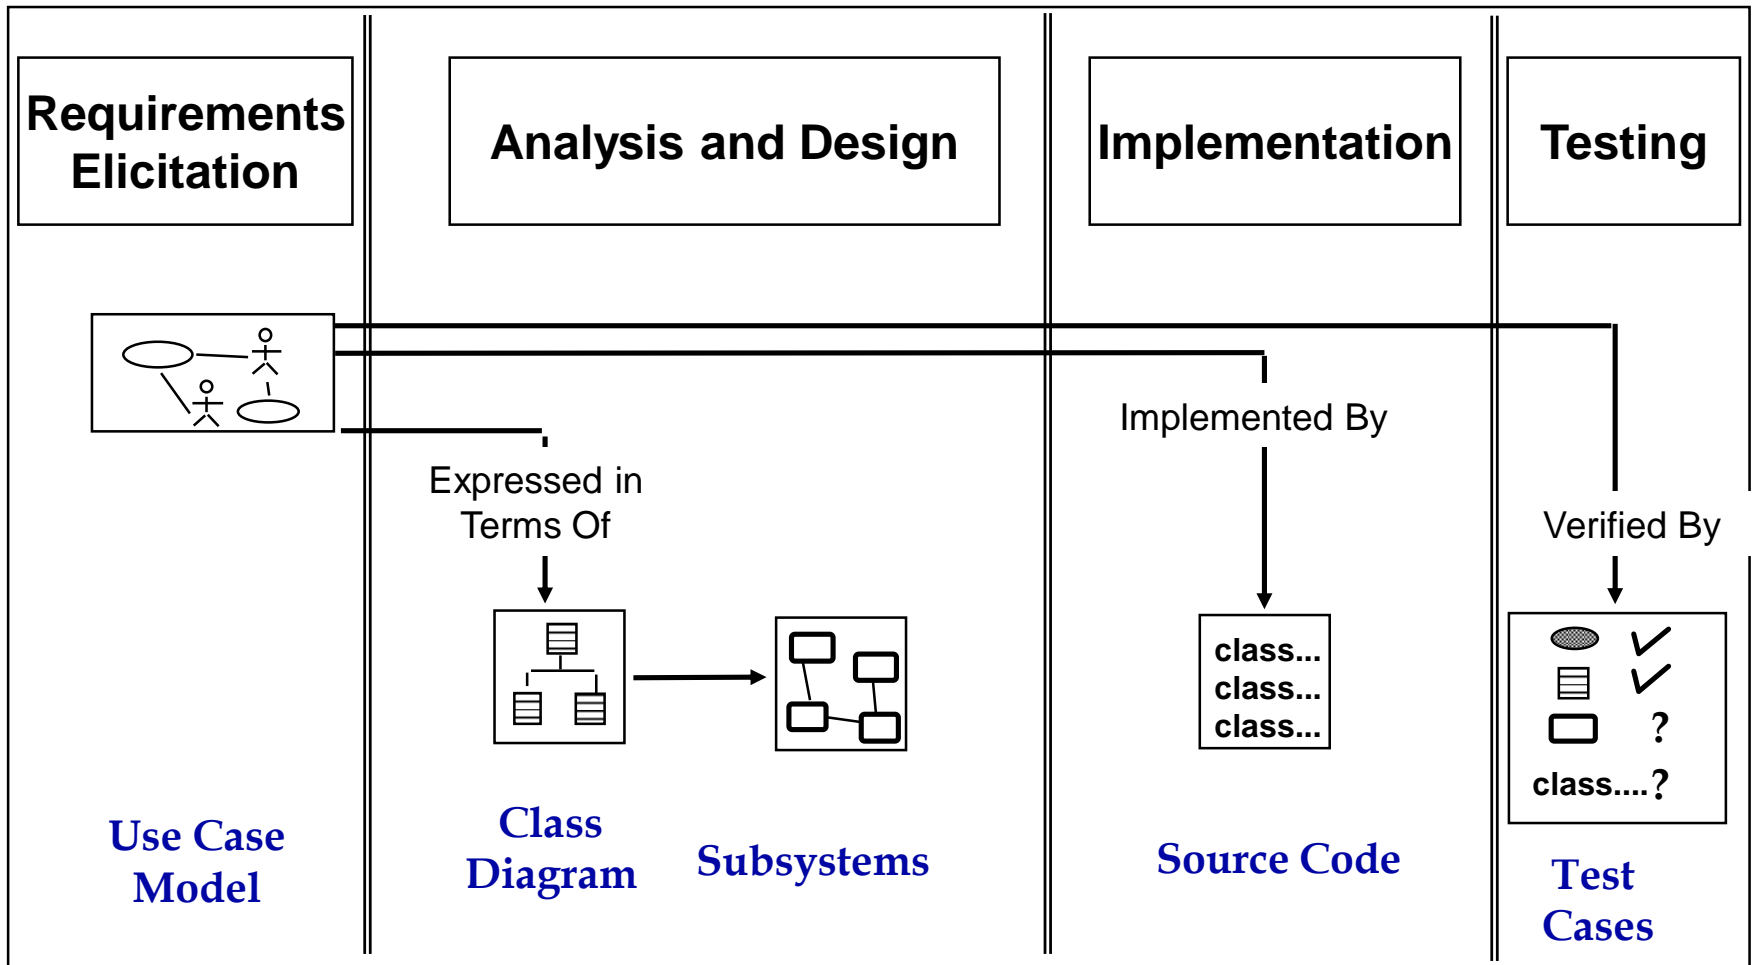 Requirements
Elicitation
Analysis and Design
Implementation
Testing
Implemented By
Expressed in
Terms Of
Verified By
class...
class...
class...
?
class....?
Use Case
Model
Class
Diagram
Subsystems
Source Code
Test
Cases